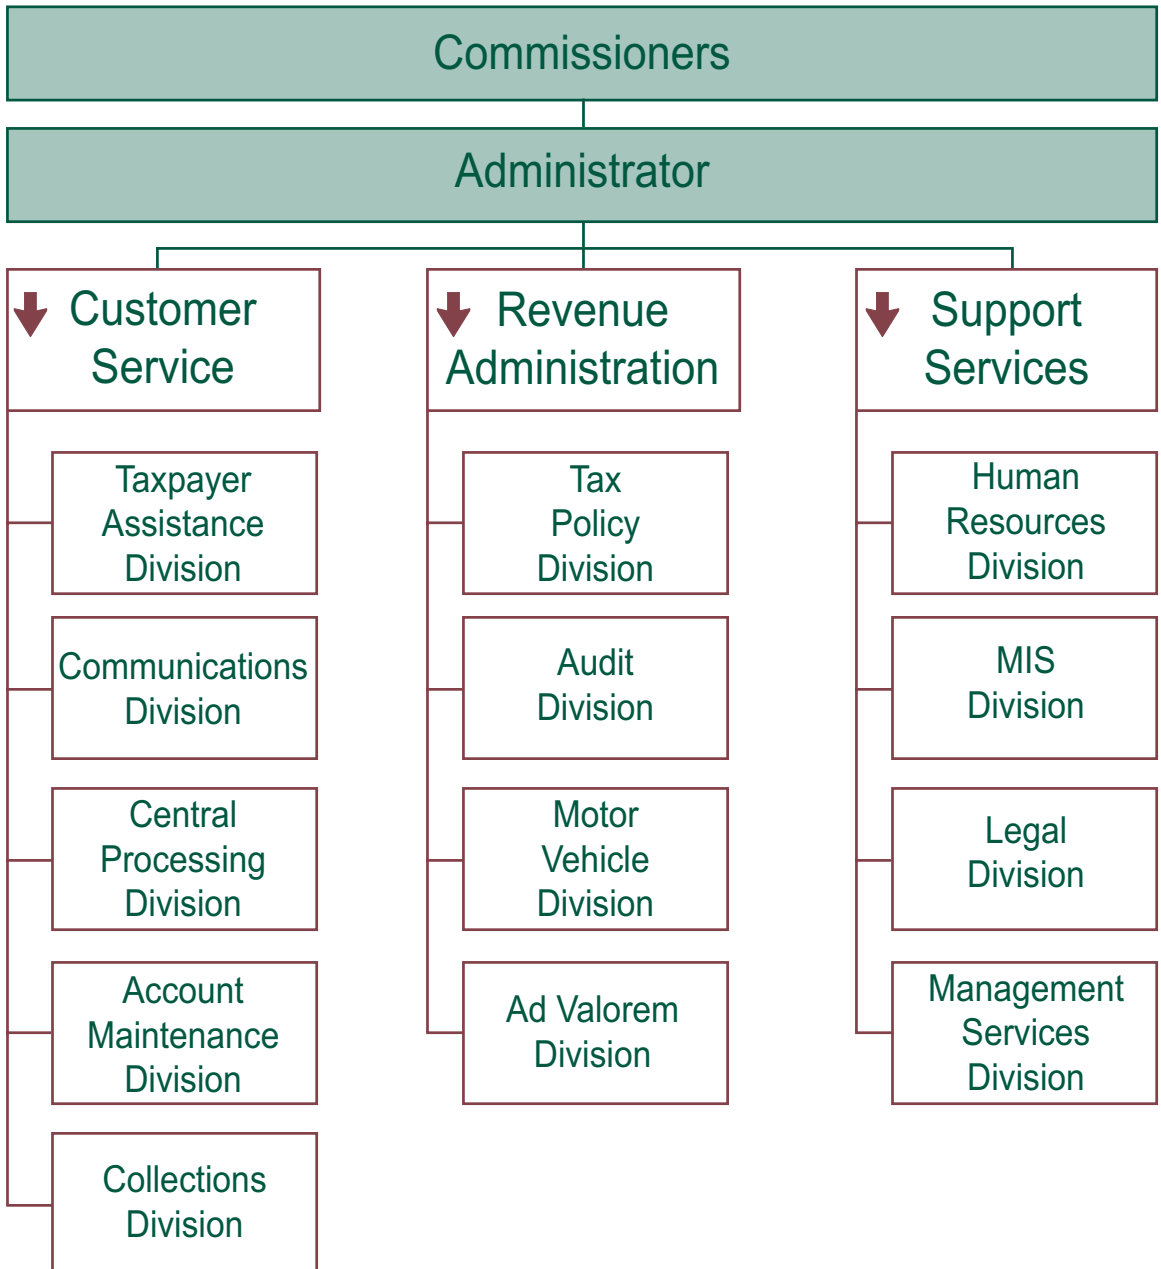 Commissioners
Administrator
Customer
Service
Taxpayer
Assistance
Division
Communications
Division
Central
Processing
Division
Account
Maintenance
Division
Collections
Division
Revenue
Administration
Tax
Policy
Division
Audit
Division
Motor
Vehicle
Division
Ad Valorem
Division
Support
Services
Human
Resources
Division
MIS
Division
Legal
Division
Management
Services
Division